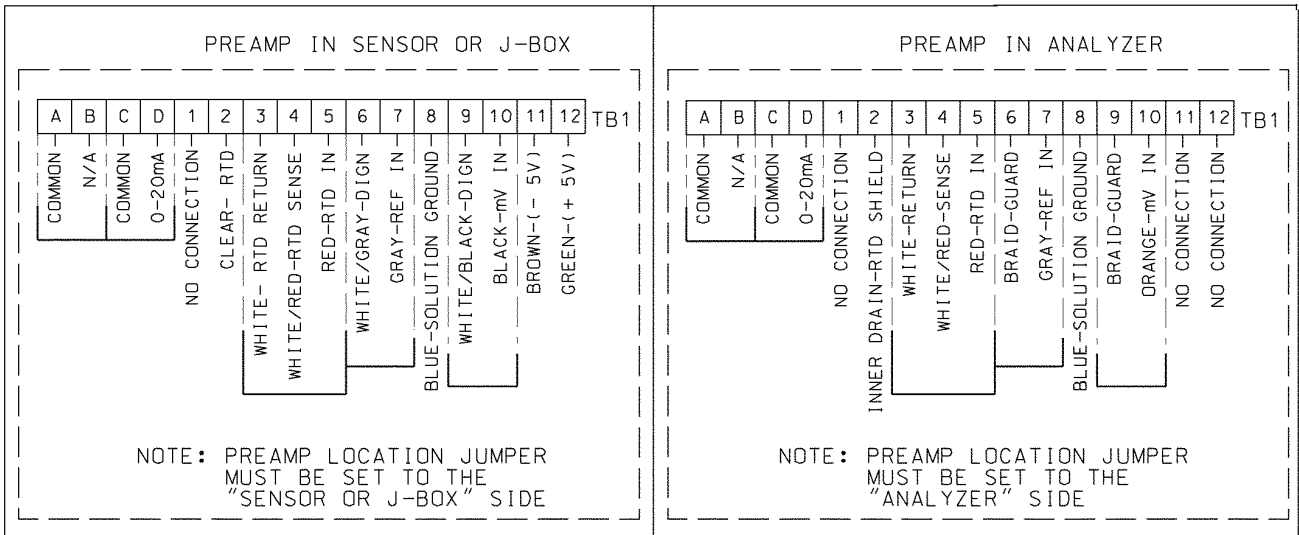 PREAMP IN SENSOR OR J-BOX
A B C D 1 2 3 4 5 6 7 8 9 10 11 12 TB1
COMMON
N/A
COMMON
0-20mA
NO CONNECTION
CLEAR- RTD
WHITE- RTD RETURN
WHITE/RED-RTD SENSE
RED-RTD IN
WHITE/GRAY-DIGN
GRAY-REF IN
BLUE-SOLUTION GROUND
WHITE/BLACK-DIGN
BLACK-mV IN
BROWN-(- 5V)
GREEN-(+ 5V)
NOTE: PREAMP LOCATION JUMPER
MUST BE SET TO THE
"SENSOR OR J-BOX" SIDE
PREAMP IN ANALYZER
A B C D 1 2 3 4 5 6 7 8 9 10 11 12 TB1
COMMON
N/A
COMMON
0-20mA
NO CONNECTION
INNER DRAIN-RTD SHIELD
WHITE-RETURN
WHITE/RED-SENSE
RED-RTD IN
BRAID-GUARD
GRAY-REF IN
BLUE-SOLUTION GROUND
BRAID-GUARD
ORANGE-mV IN
NO CONNECTION
NO CONNECTION
NOTE: PREAMP LOCATION JUMPER
MUST BE SET TO THE
"ANALYZER" SIDE